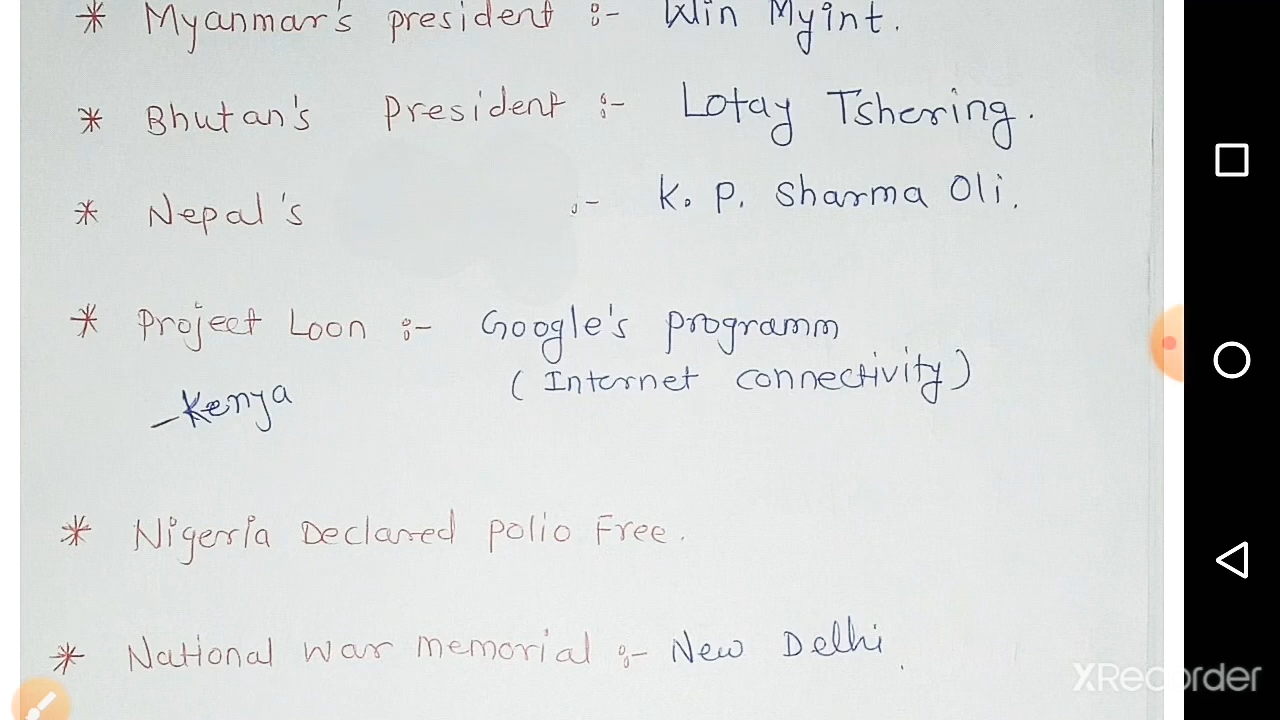 * Myanmar's president :- Win Myint.
* Bhutan's President :- Lotay Tshering.
* Nepal's :- K. P. Sharma Oli.
* Project Loon :- Google's programm
(Internet connectivity)
- Kenya
* Nigeria Declared polio Free.
* National war memorial :- New Delhi.
XRecorder